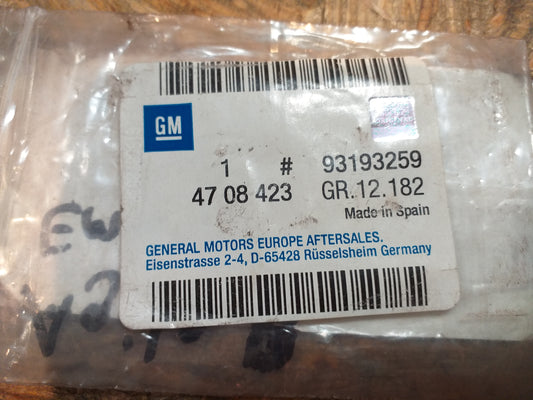 GM
1 # 93193259
47 08 423 GR.12.182
Made in Spain
GENERAL MOTORS EUROPE AFTERSALES.
Eisenstrasse 2-4, D-65428 Rüsselsheim Germany